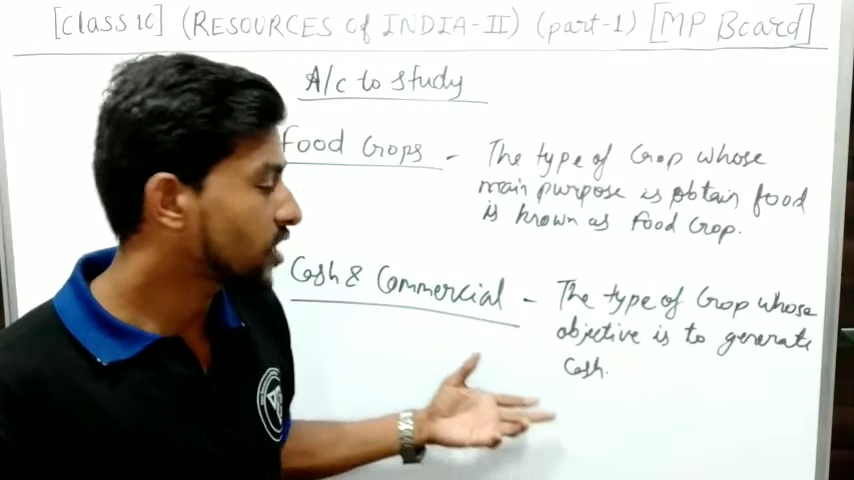 [Class 10] (RESOURCES of INDIA-II) (part-1) [MP Board]
A/c to study
Food Crops - The type of Crop whose
main purpose is obtain food
is known as Food Crop.
Cash & Commercial - The type of Crop whose
objective is to generate
Cash.